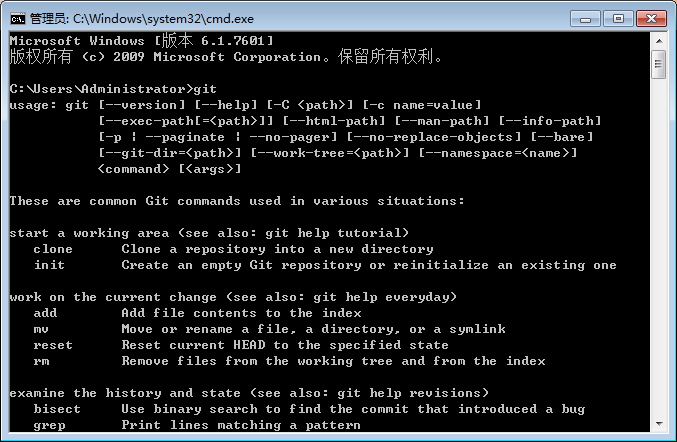 管理员: C:\Windows\system32\cmd.exe
Microsoft Windows [版本 6.1.7601]
版权所有 (c) 2009 Microsoft Corporation。保留所有权利。
C:\Users\Administrator>git
usage: git [--version] [--help] [-C <path>] [-c name=value]
[--exec-path[=<path>]] [--html-path] [--man-path] [--info-path]
[-p | --paginate | --no-pager] [--no-replace-objects] [--bare]
[--git-dir=<path>] [--work-tree=<path>] [--namespace=<name>]
<command> [<args>]
These are common Git commands used in various situations:
start a working area (see also: git help tutorial)
clone Clone a repository into a new directory
init Create an empty Git repository or reinitialize an existing one
work on the current change (see also: git help everyday)
add Add file contents to the index
mv Move or rename a file, a directory, or a symlink
reset Reset current HEAD to the specified state
rm Remove files from the working tree and from the index
examine the history and state (see also: git help revisions)
bisect Use binary search to find the commit that introduced a bug
grep Print lines matching a pattern